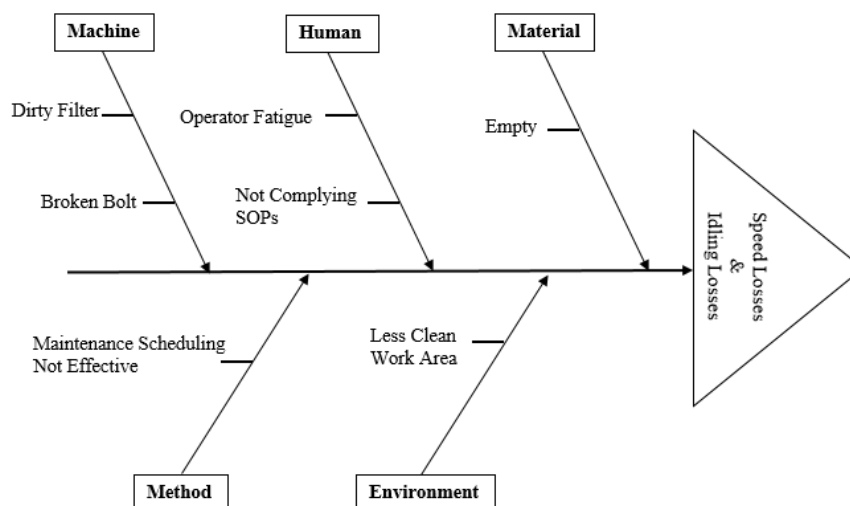 Machine
Human
Material
Dirty Filter
Operator Fatigue
Empty
Broken Bolt
Not Complying
SOPs
Speed Losses
&
Idling Losses
Maintenance Scheduling
Not Effective
Less Clean
Work Area
Method
Environment